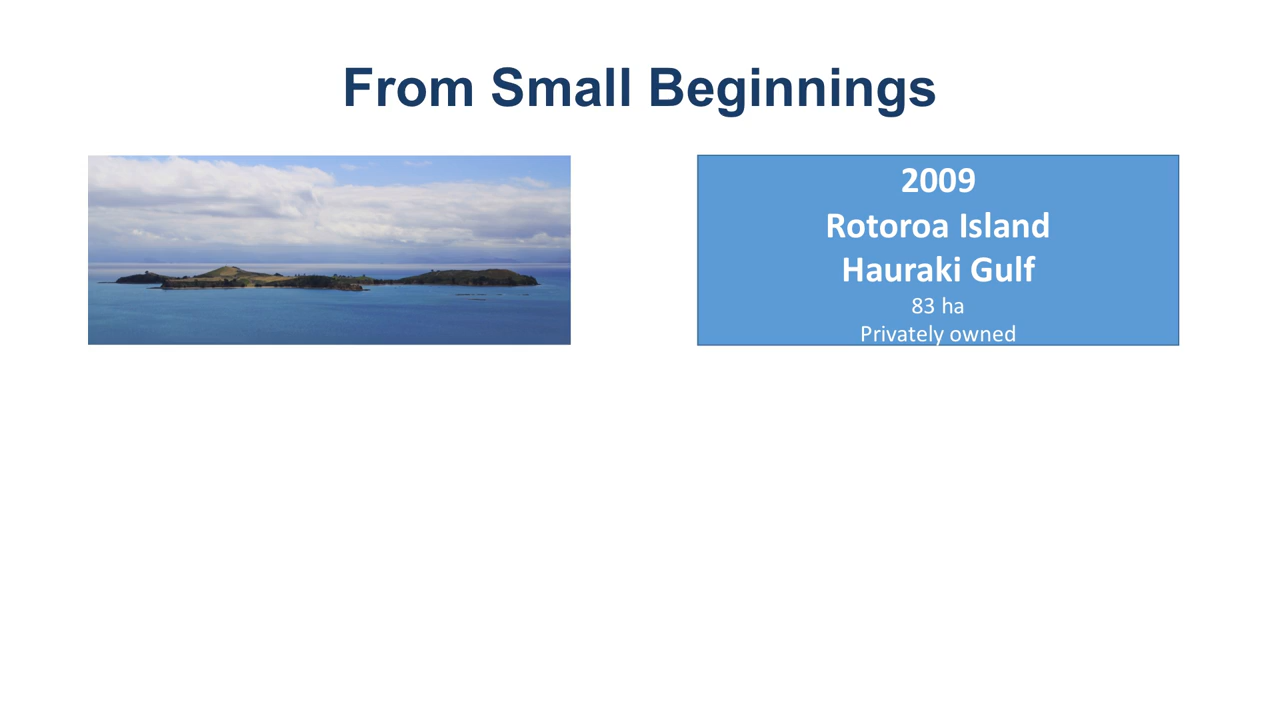 From Small Beginnings
2009
Rotoroa Island
Hauraki Gulf
83 ha
Privately owned